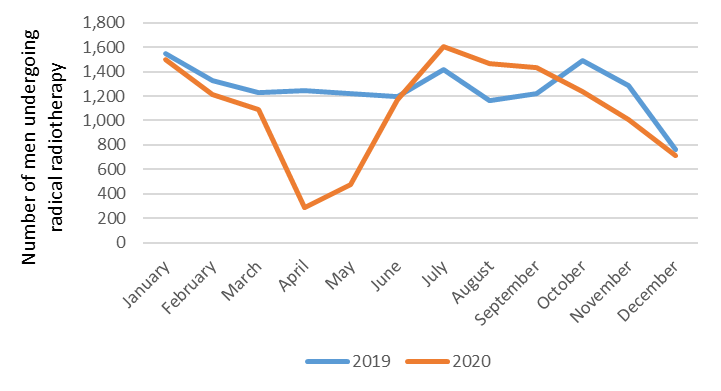 Number of men undergoing
radical radiotherapy
1,800
1,600
1,400
1,200
1,000
800
600
400
200
0
January
February
March
April
May
June
July
August
September
October
November
December
2019
2020